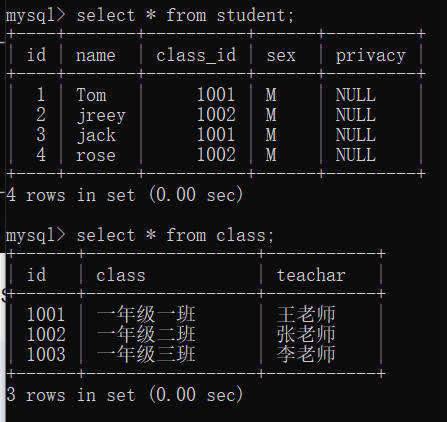 mysql> select * from student;
+----+-------+----------+------+---------+
| id | name  | class_id | sex  | privacy |
+----+-------+----------+------+---------+
|  1 | Tom   |     1001 | M    | NULL    |
|  2 | jreey |     1002 | M    | NULL    |
|  3 | jack  |     1001 | M    | NULL    |
|  4 | rose  |     1002 | M    | NULL    |
+----+-------+----------+------+---------+
4 rows in set (0.00 sec)
mysql> select * from class;
+------+-----------------+-----------+
| id   | class           | teachar   |
+------+-----------------+-----------+
| 1001 | 一年级一班 | 王老师 |
| 1002 | 一年级二班 | 张老师 |
| 1003 | 一年级三班 | 李老师 |
+------+-----------------+-----------+
3 rows in set (0.00 sec)